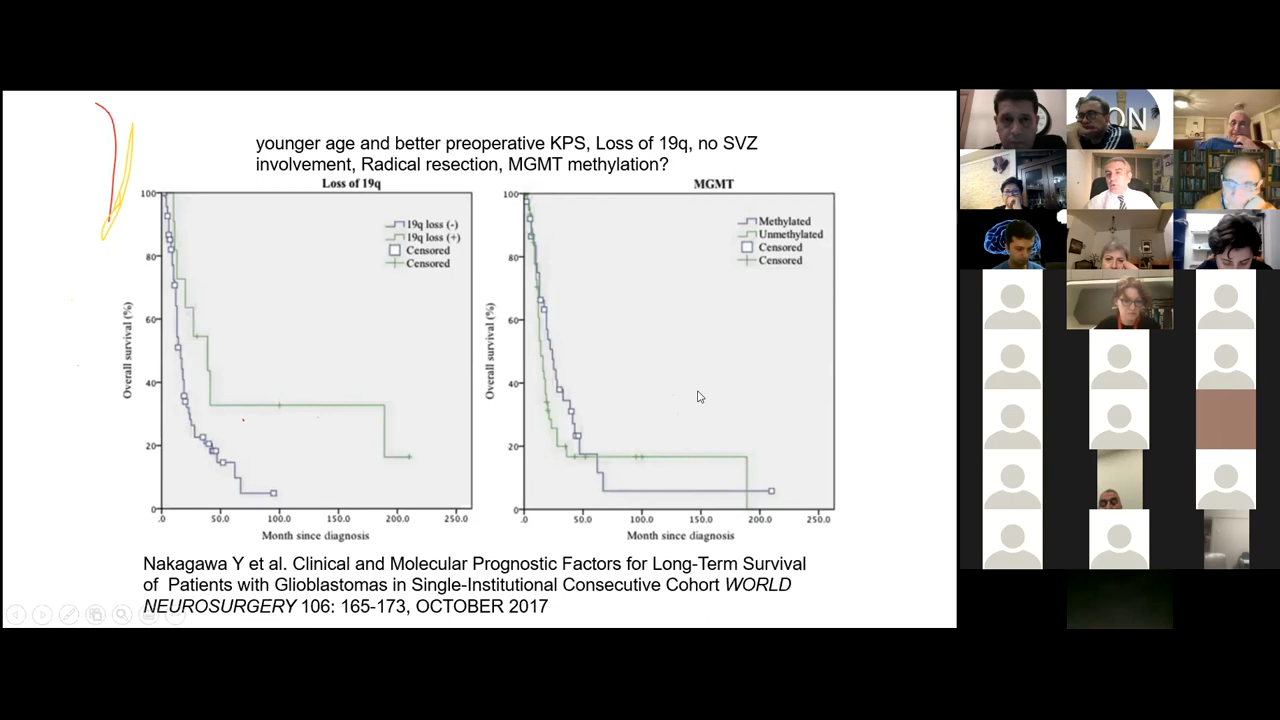 younger age and better preoperative KPS, Loss of 19q, no SVZ
involvement, Radical resection, MGMT methylation?
Loss of 19q
100
80
60
40
20
0
.0 50.0 100.0 150.0 200.0 250.0
Overall survival (%)
Month since diagnosis
19q loss (-)
19q loss (+)
Censored
Censored
MGMT
100
80
60
40
20
0
.0 50.0 100.0 150.0 200.0 250.0
Overall survival (%)
Month since diagnosis
Methylated
Unmethylated
Censored
Censored
Nakagawa Y et al. Clinical and Molecular Prognostic Factors for Long-Term Survival
of Patients with Glioblastomas in Single-Institutional Consecutive Cohort WORLD
NEUROSURGERY 106: 165-173, OCTOBER 2017
ON